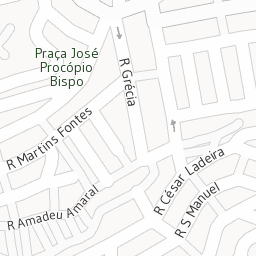 Praça José
Procópio
Bispo
R Grécia
R Martins Fontes
R Amadeu Amaral
R César Ladeira
R S Manuel